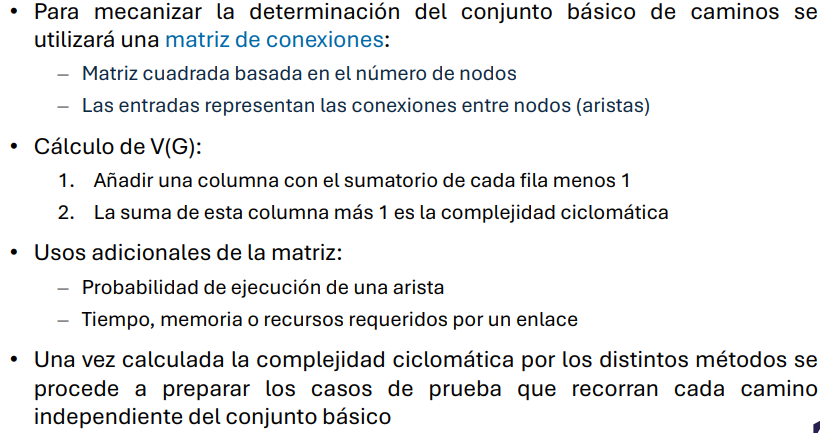 • Para mecanizar la determinación del conjunto básico de caminos se
utilizará una matriz de conexiones:
– Matriz cuadrada basada en el número de nodos
– Las entradas representan las conexiones entre nodos (aristas)
• Cálculo de V(G):
1. Añadir una columna con el sumatorio de cada fila menos 1
2. La suma de esta columna más 1 es la complejidad ciclomática
• Usos adicionales de la matriz:
– Probabilidad de ejecución de una arista
– Tiempo, memoria o recursos requeridos por un enlace
• Una vez calculada la complejidad ciclomática por los distintos métodos se
procede a preparar los casos de prueba que recorran cada camino
independiente del conjunto básico